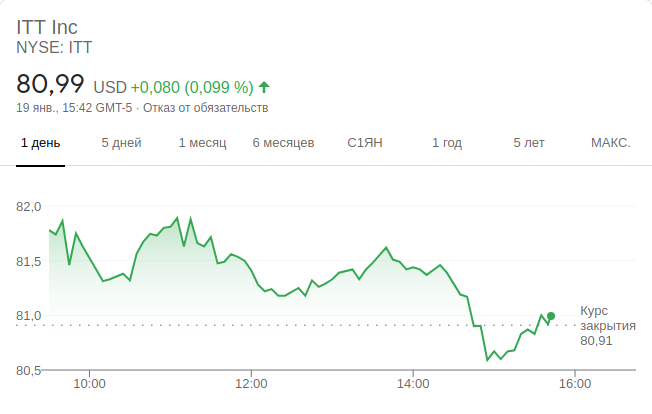 ITT Inc
NYSE: ITT
80,99 USD +0,080 (0,099 %)
19 янв., 15:42 GMT-5 · Отказ от обязательств
1 день 5 дней 1 месяц 6 месяцев С1ЯН 1 год 5 лет МАКС.
82,0
81,5
81,0
80,5
Курс
закрытия
80,91
10:00 12:00 14:00 16:00